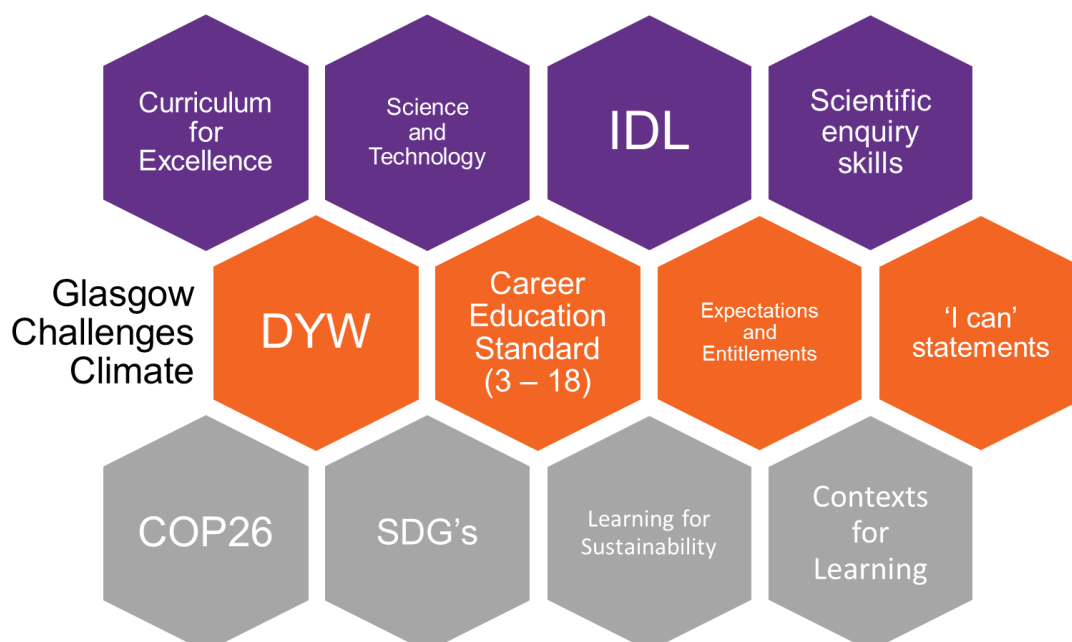 Curriculum
for
Excellence
Science
and
Technology
IDL
Scientific
enquiry
skills
Glasgow
Challenges
Climate
DYW
Career
Education
Standard
(3 – 18)
Expectations
and
Entitlements
‘I can’
statements
COP26
SDG’s
Learning for
Sustainability
Contexts
for
Learning